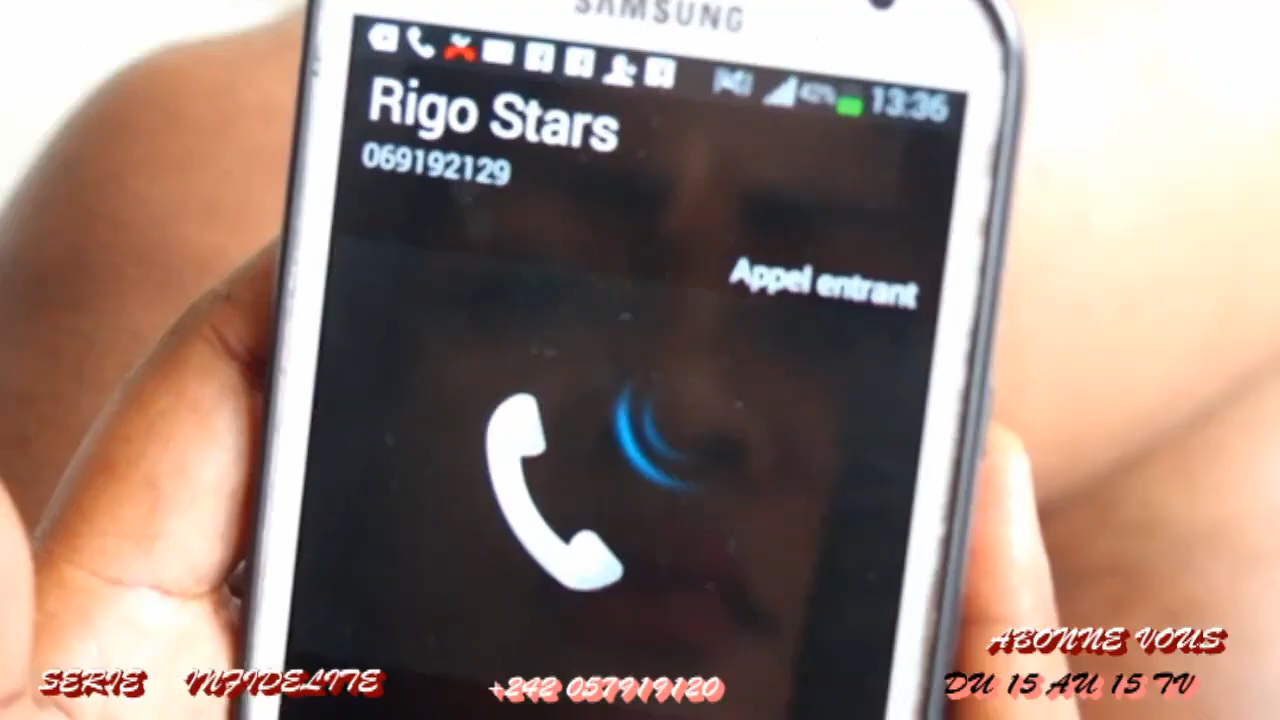 SAMSUNG
13:36
Rigo Stars
069192129
Appel entrant
ABONNE VOUS
SERIE INFIDELITE
+242 057919120
DU 15 AU 15 TV